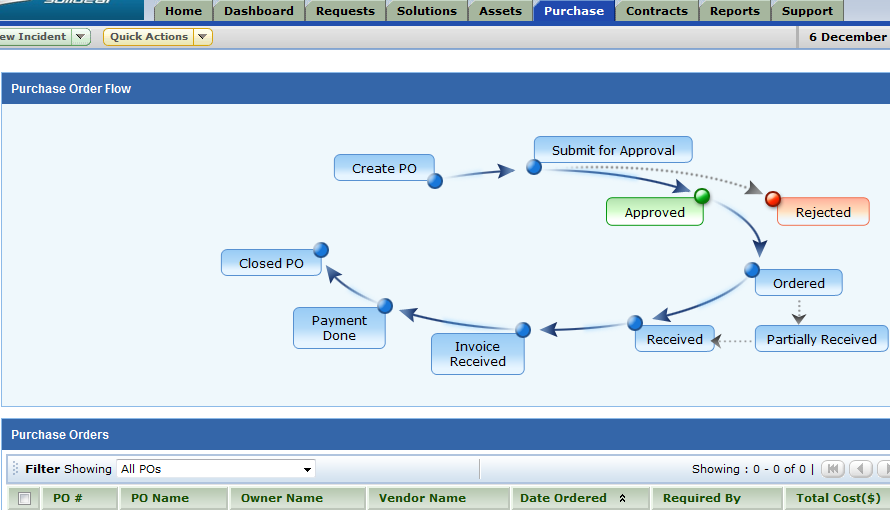 Home Dashboard Requests Solutions Assets Purchase Contracts Reports Support
Incident Quick Actions 6 December
Purchase Order Flow
Submit for Approval
Create PO
Approved Rejected
Closed PO
Ordered
Payment
Done
Received Partially Received
Invoice
Received
Purchase Orders
Filter Showing All POs Showing : 0 - 0 of 0 |
PO # PO Name Owner Name Vendor Name Date Ordered Required By Total Cost($)